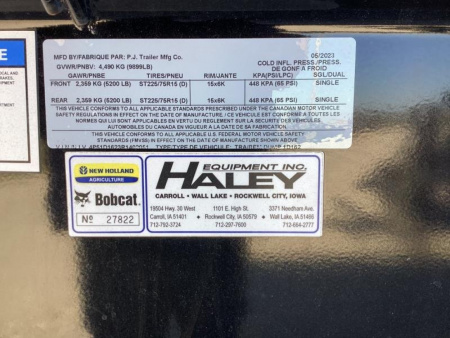 MFD BY/FABRIQUE PAR: P.J. Trailer Mfg Co. 05/2023
GVWR/PNBV: 4,490 KG (9899LB) COLD INFL. PRESS./PRESS. DE GONF A FROID
GAWR/PNBE TIRES/PNEU RIM/JANTE KPA(PSI/LPC) SGL/DUAL
FRONT 2,359 KG (5200 LB) ST225/75R15 (D) 15x6K 448 KPA (65 PSI) SINGLE
REAR 2,359 KG (5200 LB) ST225/75R15 (D) 15x6K 448 KPA (65 PSI) SINGLE
THIS VEHICLE CONFORMS TO ALL APPLICABLE STANDARDS PRESCRIBED UNDER THE CANADIAN MOTOR VEHICLE
SAFETY REGULATIONS IN EFFECT ON THE DATE OF MANUFACTURE / CE VEHICULE EST CONFORME A TOUTES LES
NORMES QUI LUI SONT APPLICABLES EN VERTU DU REGLEMENT SUR LA SECURITE DES VEHICULES
AUTOMOBILES DU CANADA EN VIGUEUR A LA DATE DE SA FABRICATION
THIS VEHICLE CONFORMS TO ALL APPLICABLE FEDERAL MOTOR VEHICLE SAFETY
STANDARDS (FMVSS) IN EFFECT ON THE DATE OF MANUFACTURE SHOWN ABOVE
NEW HOLLAND
AGRICULTURE
Bobcat
No 27822
EQUIPMENT INC.
HALEY
CARROLL • WALL LAKE • ROCKWELL CITY, IOWA
19504 Hwy. 30 West 1101 E. High St. 3371 Needham Ave.
Carroll, IA 51401 • Rockwell City, IA 50579 • Wall Lake, IA 51466
712-792-3724 712-297-7500 712-664-2777